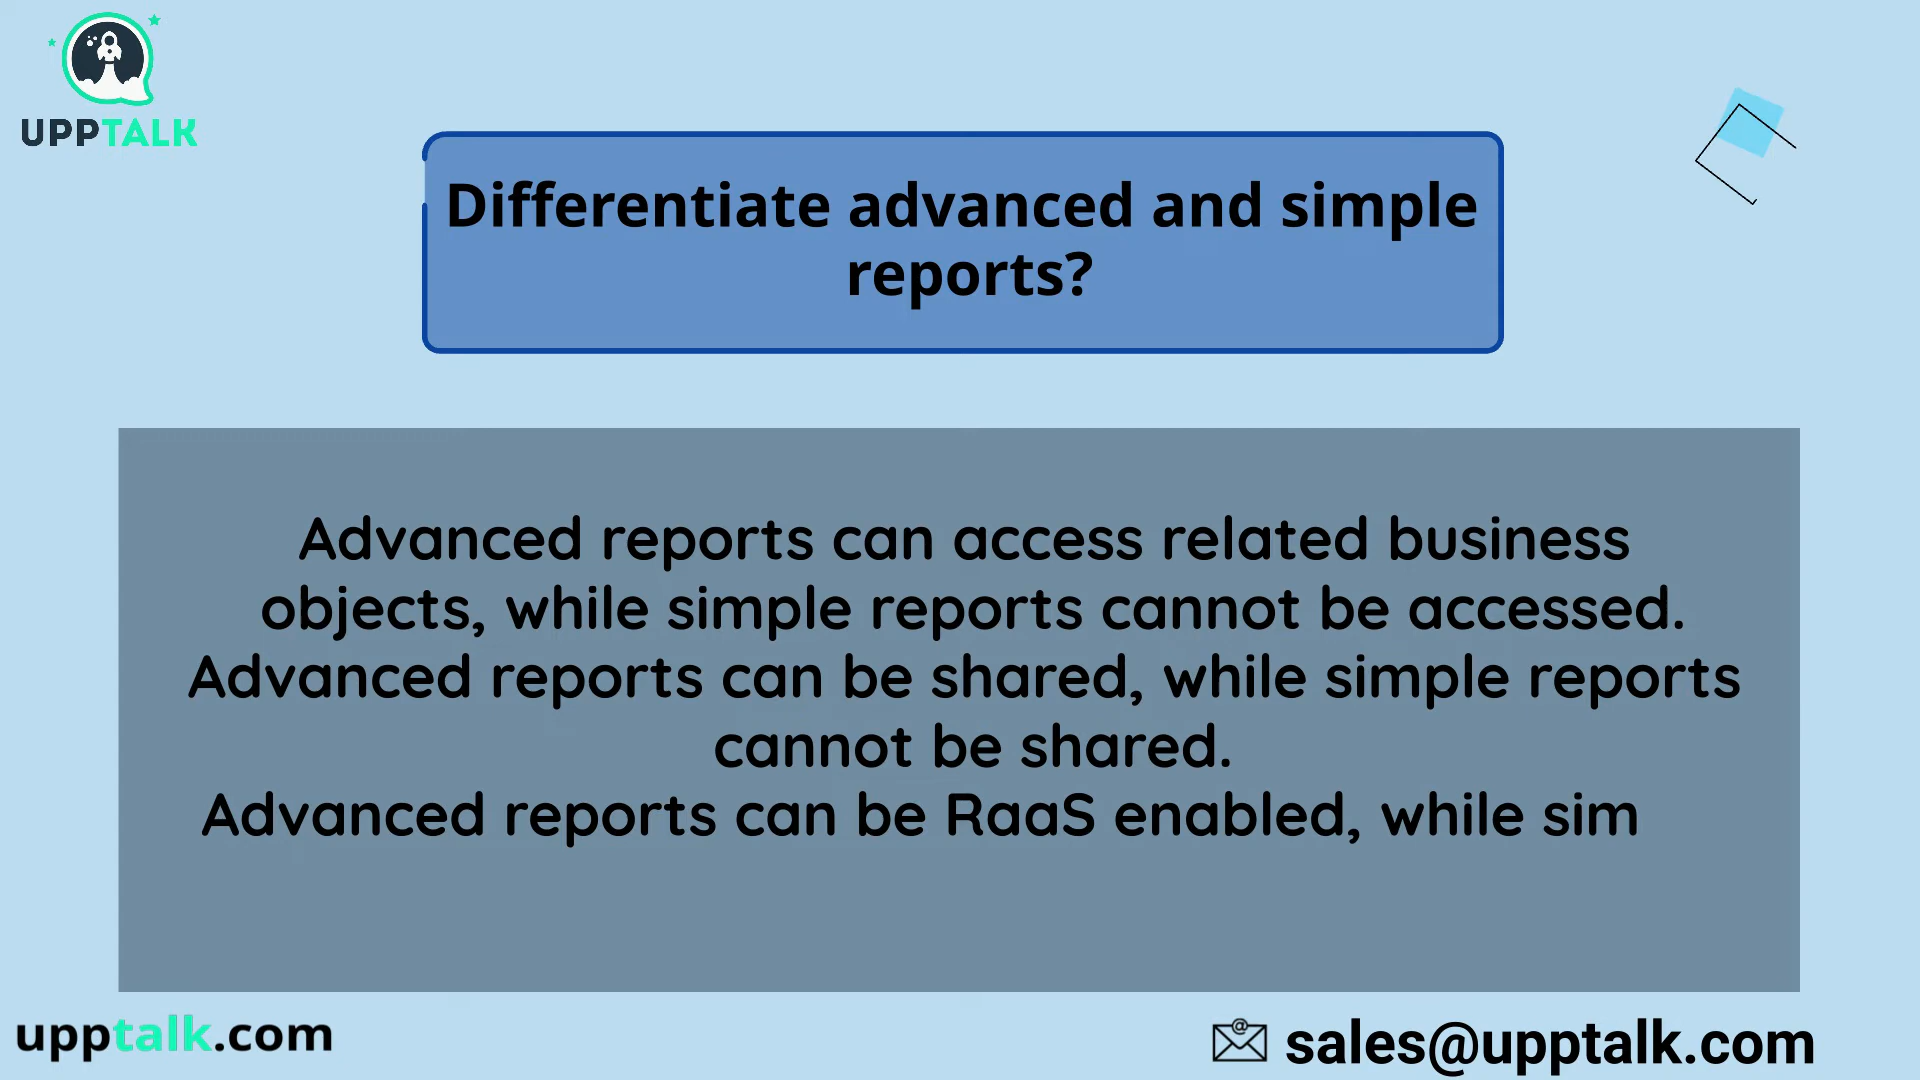 UPPTALK
Differentiate advanced and simple
reports?
Advanced reports can access related business
objects, while simple reports cannot be accessed.
Advanced reports can be shared, while simple reports
cannot be shared.
Advanced reports can be RaaS enabled, while sim
upptalk.com
sales@upptalk.com